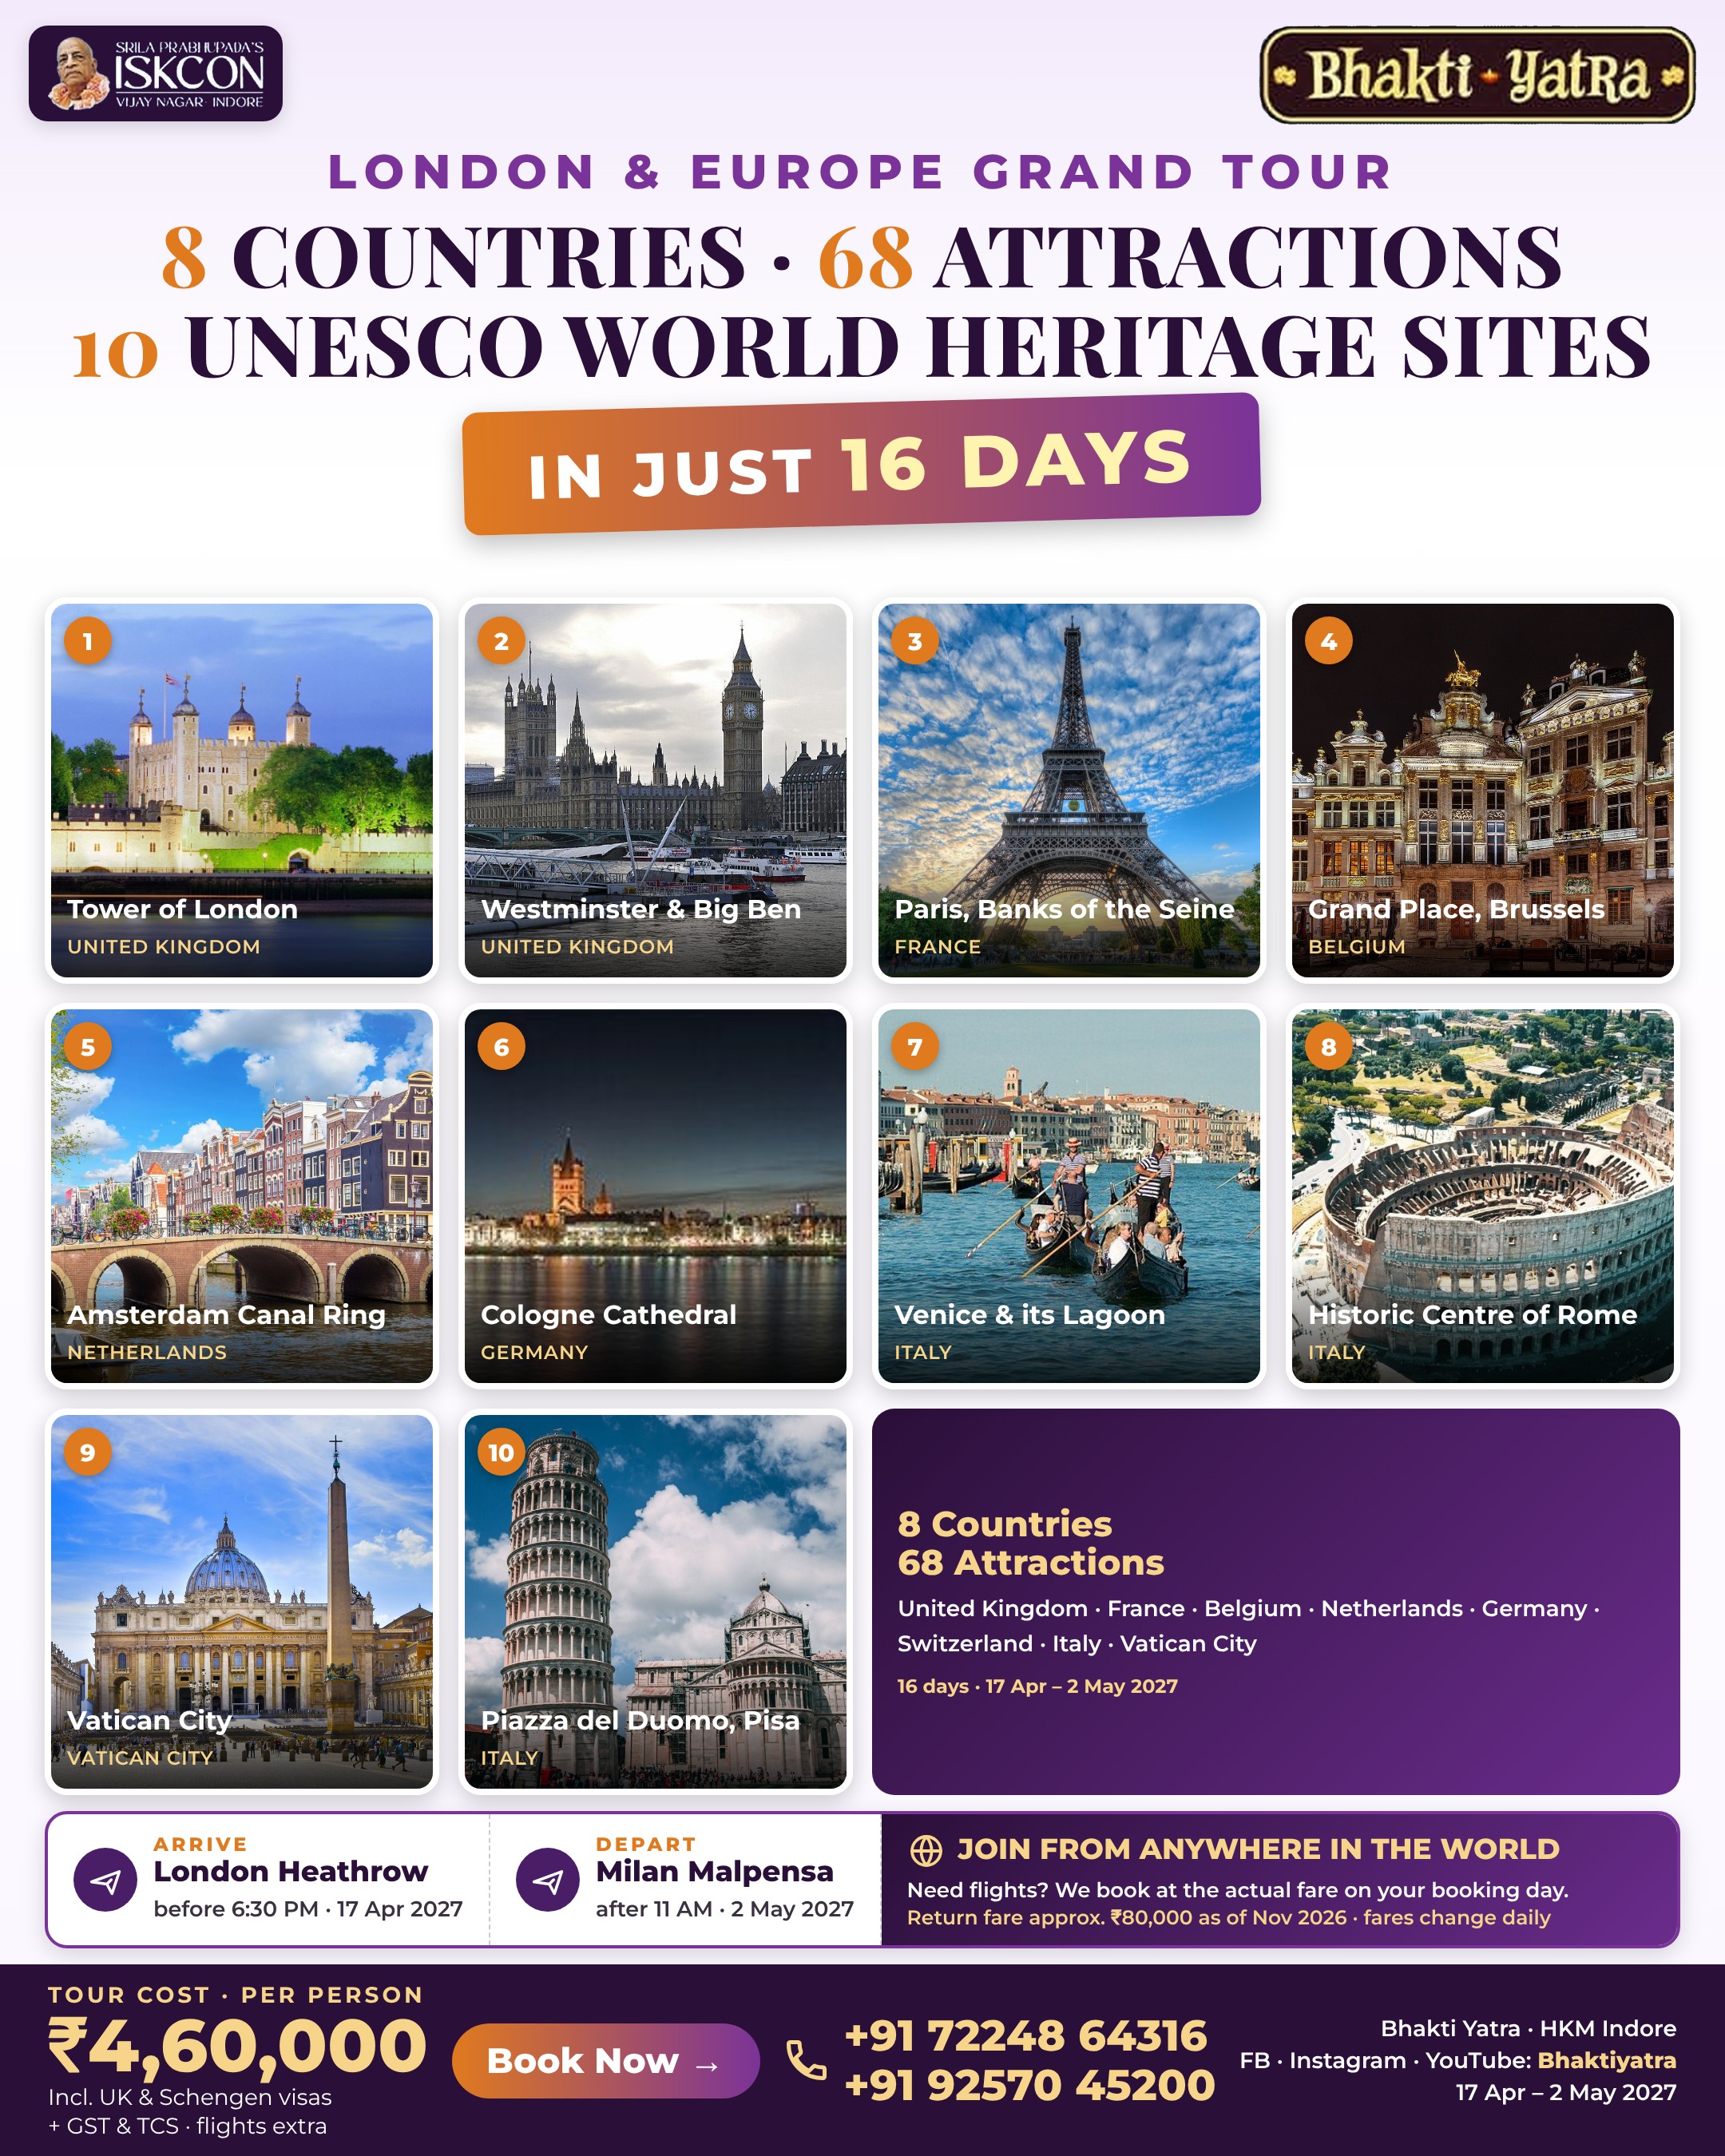 SRILA PRABHUPADA'S
ISKCON
VIJAY NAGAR · INDORE
Bhakti Yatra
LONDON & EUROPE GRAND TOUR
8 COUNTRIES · 68 ATTRACTIONS
10 UNESCO WORLD HERITAGE SITES
IN JUST 16 DAYS
1
Tower of London
UNITED KINGDOM
2
Westminster & Big Ben
UNITED KINGDOM
3
Paris, Banks of the Seine
FRANCE
4
Grand Place, Brussels
BELGIUM
5
Amsterdam Canal Ring
NETHERLANDS
6
Cologne Cathedral
GERMANY
7
Venice & its Lagoon
ITALY
8
Historic Centre of Rome
ITALY
9
Vatican City
VATICAN CITY
10
Piazza del Duomo, Pisa
ITALY
8 Countries
68 Attractions
United Kingdom · France · Belgium · Netherlands · Germany ·
Switzerland · Italy · Vatican City
16 days · 17 Apr – 2 May 2027
ARRIVE
London Heathrow
before 6:30 PM · 17 Apr 2027
DEPART
Milan Malpensa
after 11 AM · 2 May 2027
JOIN FROM ANYWHERE IN THE WORLD
Need flights? We book at the actual fare on your booking day.
Return fare approx. ₹80,000 as of Nov 2026 · fares change daily
TOUR COST · PER PERSON
₹4,60,000
Incl. UK & Schengen visas
+ GST & TCS · flights extra
Book Now →
+91 72248 64316
+91 92570 45200
Bhakti Yatra · HKM Indore
FB · Instagram · YouTube: Bhaktiyatra
17 Apr – 2 May 2027